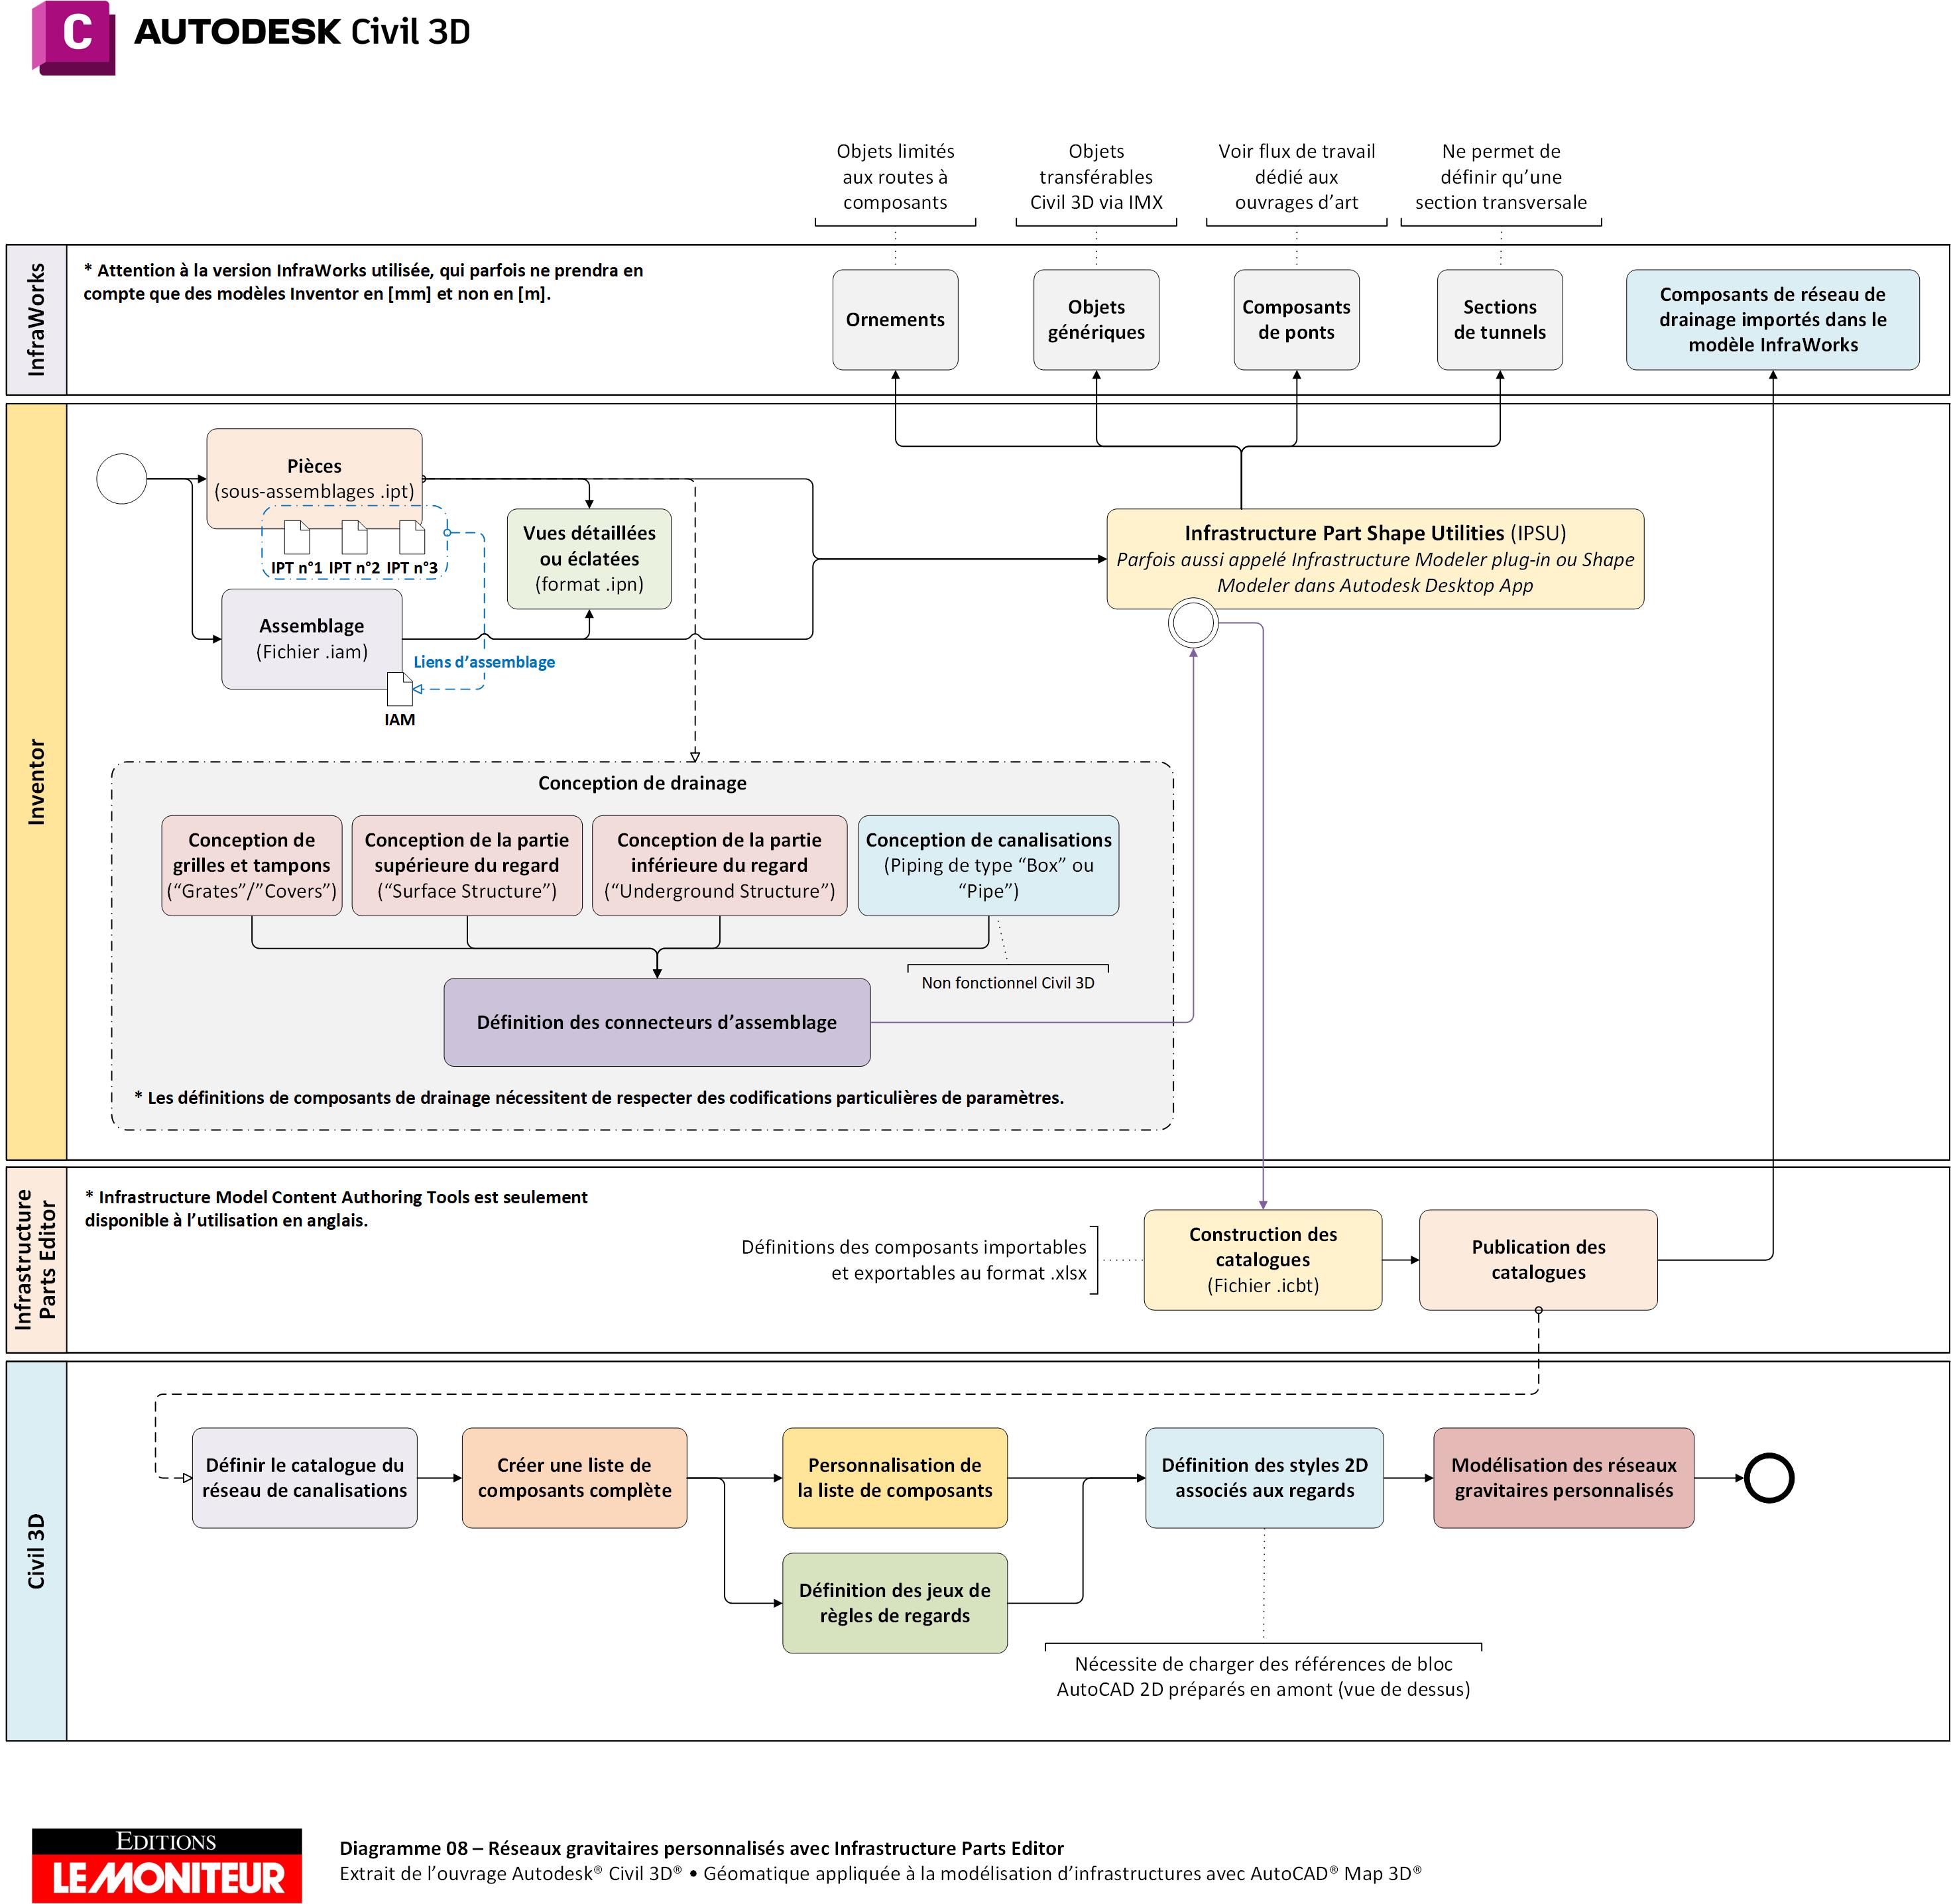 C
AUTODESK Civil 3D
Objets limités
aux routes à
composants
Objets
transférables
Civil 3D via IMX
Voir flux de travail
dédié aux
ouvrages d’art
Ne permet de
définir qu’une
section transversale
InfraWorks
* Attention à la version InfraWorks utilisée, qui parfois ne prendra en
compte que des modèles Inventor en [mm] et non en [m].
Ornements
Objets
génériques
Composants
de ponts
Sections
de tunnels
Composants de réseau de
drainage importés dans le
modèle InfraWorks
Inventor
Pièces
(sous-assemblages .ipt)
IPT n°1 IPT n°2 IPT n°3
Vues détaillées
ou éclatées
(format .ipn)
Assemblage
(Fichier .iam)
Liens d’assemblage
IAM
Infrastructure Part Shape Utilities (IPSU)
Parfois aussi appelé Infrastructure Modeler plug-in ou Shape
Modeler dans Autodesk Desktop App
Conception de drainage
Conception de
grilles et tampons
(“Grates”/”Covers”)
Conception de la partie
supérieure du regard
(“Surface Structure”)
Conception de la partie
inférieure du regard
(“Underground Structure”)
Conception de canalisations
(Piping de type “Box” ou
“Pipe”)
Non fonctionnel Civil 3D
Définition des connecteurs d’assemblage
* Les définitions de composants de drainage nécessitent de respecter des codifications particulières de paramètres.
Infrastructure
Parts Editor
* Infrastructure Model Content Authoring Tools est seulement
disponible à l’utilisation en anglais.
Définitions des composants importables
et exportables au format .xlsx
Construction des
catalogues
(Fichier .icbt)
Publication des
catalogues
Civil 3D
Définir le catalogue du
réseau de canalisations
Créer une liste de
composants complète
Personnalisation de
la liste de composants
Définition des styles 2D
associés aux regards
Modélisation des réseaux
gravitaires personnalisés
Définition des jeux de
règles de regards
Nécessite de charger des références de bloc
AutoCAD 2D préparés en amont (vue de dessus)
EDITIONS
LE MONITEUR
Diagramme 08 – Réseaux gravitaires personnalisés avec Infrastructure Parts Editor
Extrait de l’ouvrage Autodesk® Civil 3D® • Géomatique appliquée à la modélisation d’infrastructures avec AutoCAD® Map 3D®